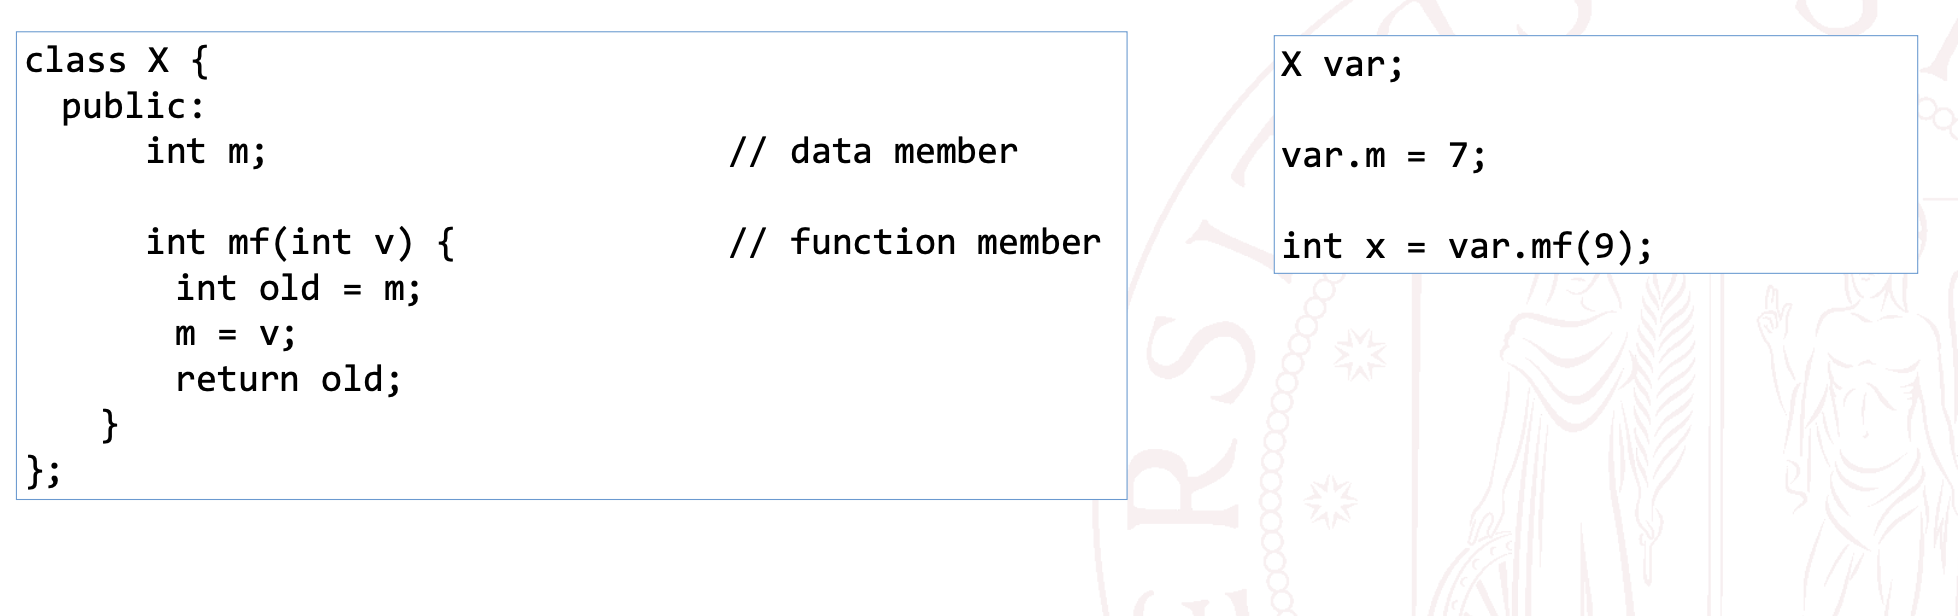 class X {
public:
int m; // data member
int mf(int v) { // function member
int old = m;
m = v;
return old;
}
};
X var;
var.m = 7;
int x = var.mf(9);